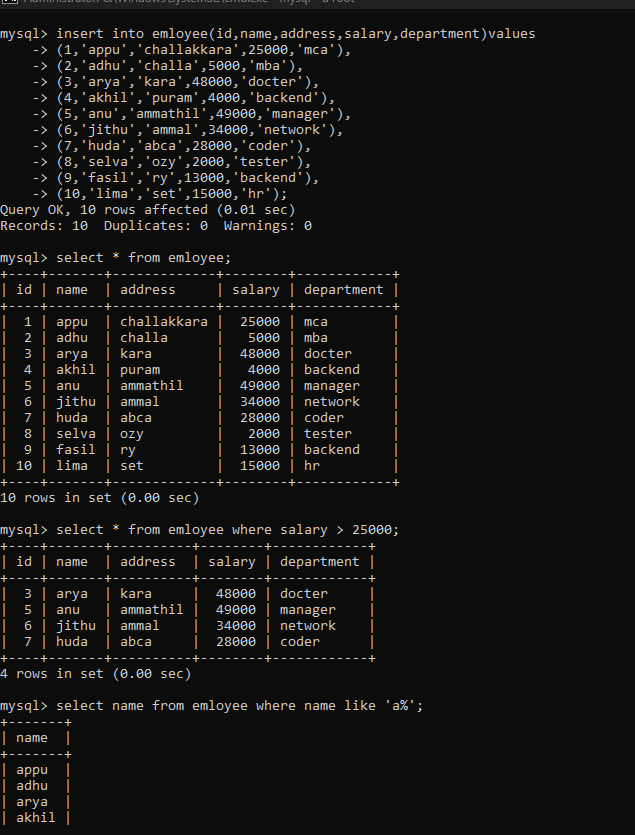 mysql> insert into emloyee(id,name,address,salary,department)values
    -> (1,'appu','challakkara',25000,'mca'),
    -> (2,'adhu','challa',5000,'mba'),
    -> (3,'arya','kara',48000,'docter'),
    -> (4,'akhil','puram',4000,'backend'),
    -> (5,'anu','ammathil',49000,'manager'),
    -> (6,'jithu','ammal',34000,'network'),
    -> (7,'huda','abca',28000,'coder'),
    -> (8,'selva','ozy',2000,'tester'),
    -> (9,'fasil','ry',13000,'backend'),
    -> (10,'lima','set',15000,'hr');
Query OK, 10 rows affected (0.01 sec)
Records: 10  Duplicates: 0  Warnings: 0

mysql> select * from emloyee;
+----+-------+-------------+--------+------------+
| id | name  | address     | salary | department |
+----+-------+-------------+--------+------------+
|  1 | appu  | challakkara |  25000 | mca        |
|  2 | adhu  | challa      |   5000 | mba        |
|  3 | arya  | kara        |  48000 | docter     |
|  4 | akhil | puram       |   4000 | backend    |
|  5 | anu   | ammathil    |  49000 | manager    |
|  6 | jithu | ammal       |  34000 | network    |
|  7 | huda  | abca        |  28000 | coder      |
|  8 | selva | ozy         |   2000 | tester     |
|  9 | fasil | ry          |  13000 | backend    |
| 10 | lima  | set         |  15000 | hr         |
+----+-------+-------------+--------+------------+
10 rows in set (0.00 sec)

mysql> select * from emloyee where salary > 25000;
+----+-------+----------+--------+------------+
| id | name  | address  | salary | department |
+----+-------+----------+--------+------------+
|  3 | arya  | kara     |  48000 | docter     |
|  5 | anu   | ammathil |  49000 | manager    |
|  6 | jithu | ammal    |  34000 | network    |
|  7 | huda  | abca     |  28000 | coder      |
+----+-------+----------+--------+------------+
4 rows in set (0.00 sec)

mysql> select name from emloyee where name like 'a%';
+-------+
| name  |
+-------+
| appu  |
| adhu  |
| arya  |
| akhil |